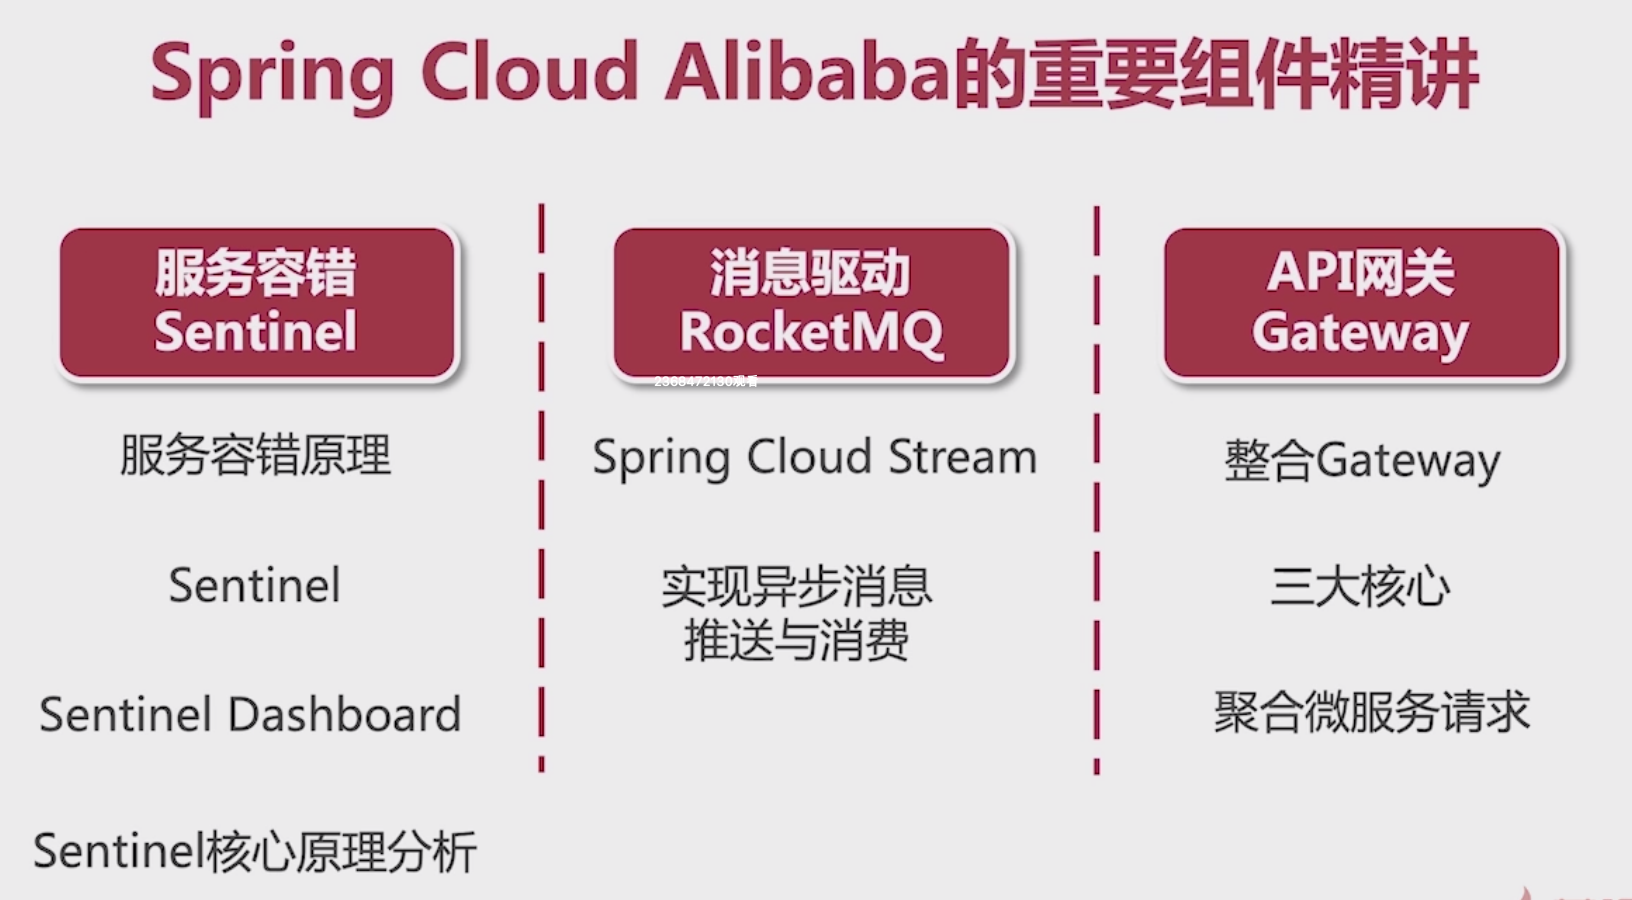 Spring Cloud Alibaba的重要组件精讲
服务容错
Sentinel
服务容错原理
Sentinel
Sentinel Dashboard
Sentinel核心原理分析
消息驱动
RocketMQ
2368472130观看
Spring Cloud Stream
实现异步消息
推送与消费
API网关
Gateway
整合Gateway
三大核心
聚合微服务请求